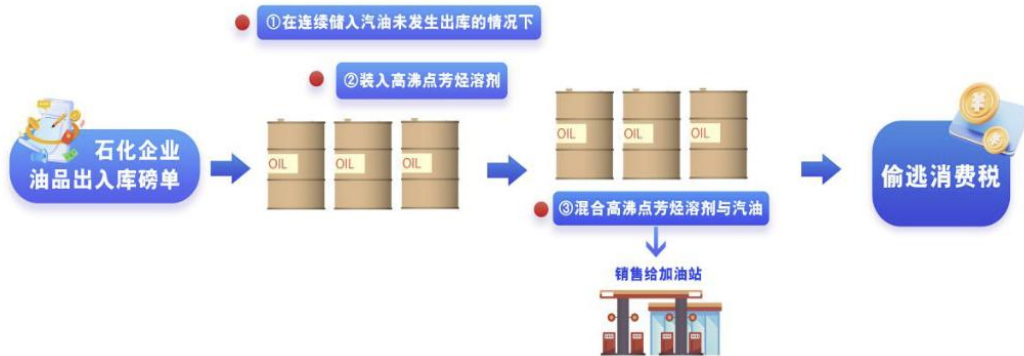 ①在连续储入汽油未发生出库的情况下
②装入高沸点芳烃溶剂
石化企业
油品出入库磅单
OIL
OIL
OIL
OIL
OIL
OIL
③混合高沸点芳烃溶剂与汽油
销售给加油站
偷逃消费税
¥
¥